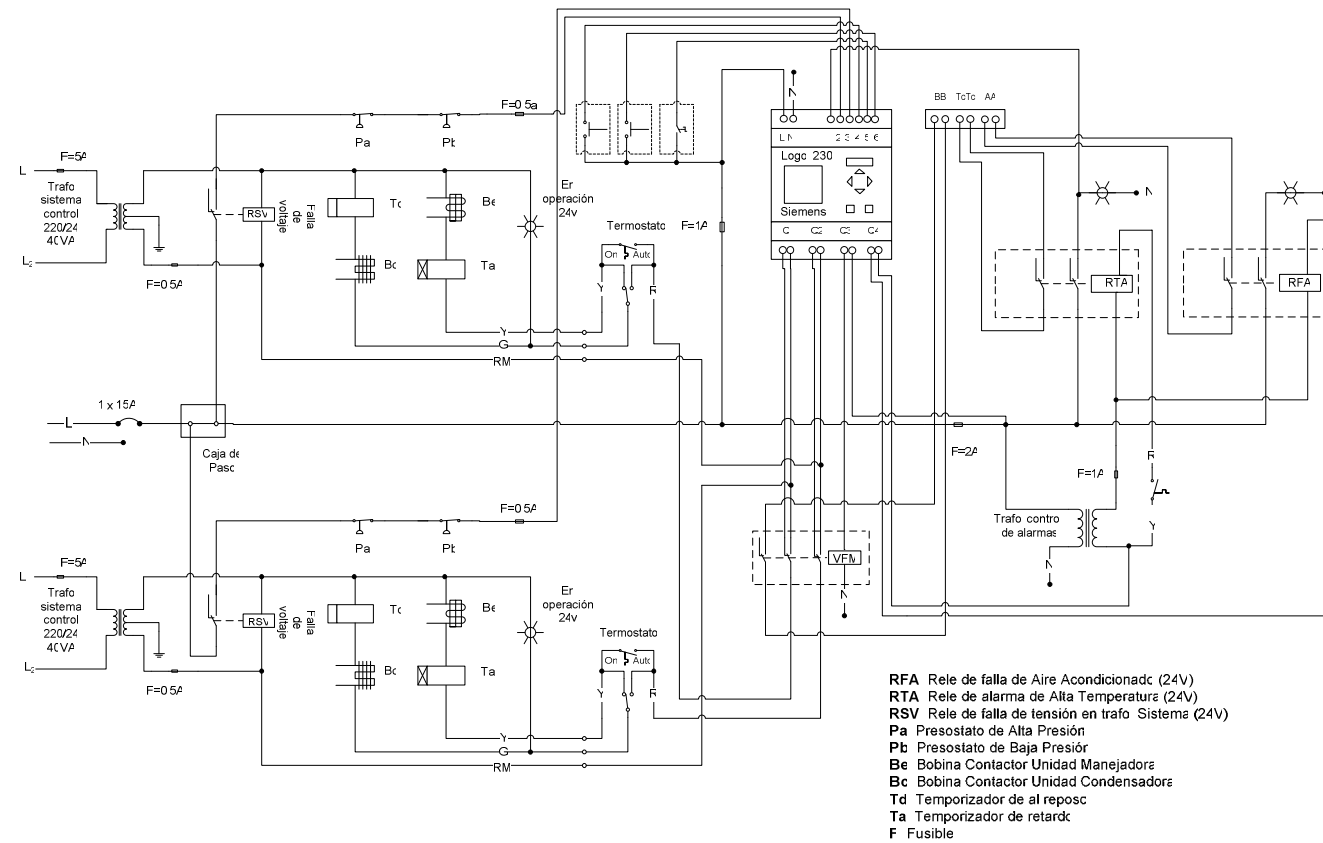 F=0 5a
Pa
Pb
F=5A
L
Trafo
sistema
control
220/24
40VA
L2
F=0 5A
RSV
Falla
de
voltaje
Tc
Bc
Be
Ta
Er
operación
24v
Termostato
On
Auto
Y
R
Y
G
RM
F=1A
L N
N
2 3 4 5 6
Logo 230
Siemens
C
C2
C3
C4
BB
TcTc
AA
N
RTA
RFA
1 x 15A
L
N
Caja de
Paso
F=2A
F=1A
R
Y
Trafo contro
de alarmas
N
VFM
N
F=0 5A
Pa
Pb
F=5A
L
Trafo
sistema
control
220/24
40VA
L2
F=0 5A
RSV
Falla
de
voltaje
Tc
Bc
Be
Ta
Er
operación
24v
Termostato
On
Auto
Y
R
Y
G
RM
RFA Rele de falla de Aire Acondicionado (24V)
RTA Rele de alarma de Alta Temperatura (24V)
RSV Rele de falla de tensión en trafo Sistema (24V)
Pa Presostato de Alta Presión
Pb Presostato de Baja Presión
Be Bobina Contactor Unidad Manejadora
Bc Bobina Contactor Unidad Condensadora
Td Temporizador de al reposo
Ta Temporizador de retardo
F Fusible